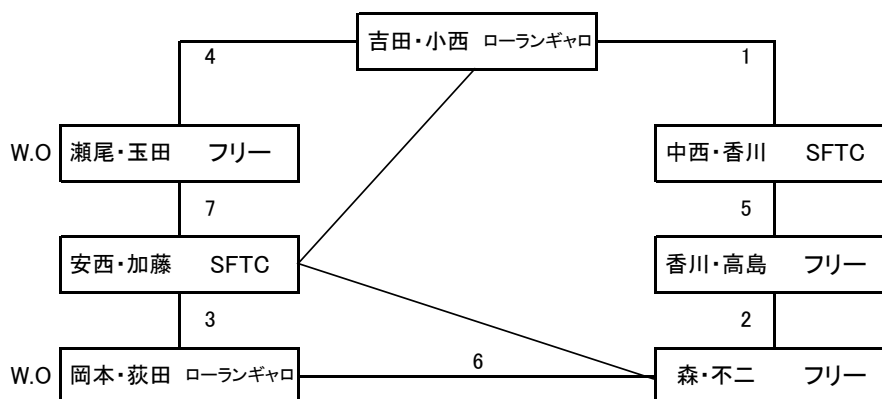 吉田・小西 ローランギャロ
4
1
W.O 瀬尾・玉田 フリー
中西・香川 SFTC
7
5
安西・加藤 SFTC
香川・高島 フリー
3
2
W.O 岡本・荻田 ローランギャロ
6
森・不二 フリー